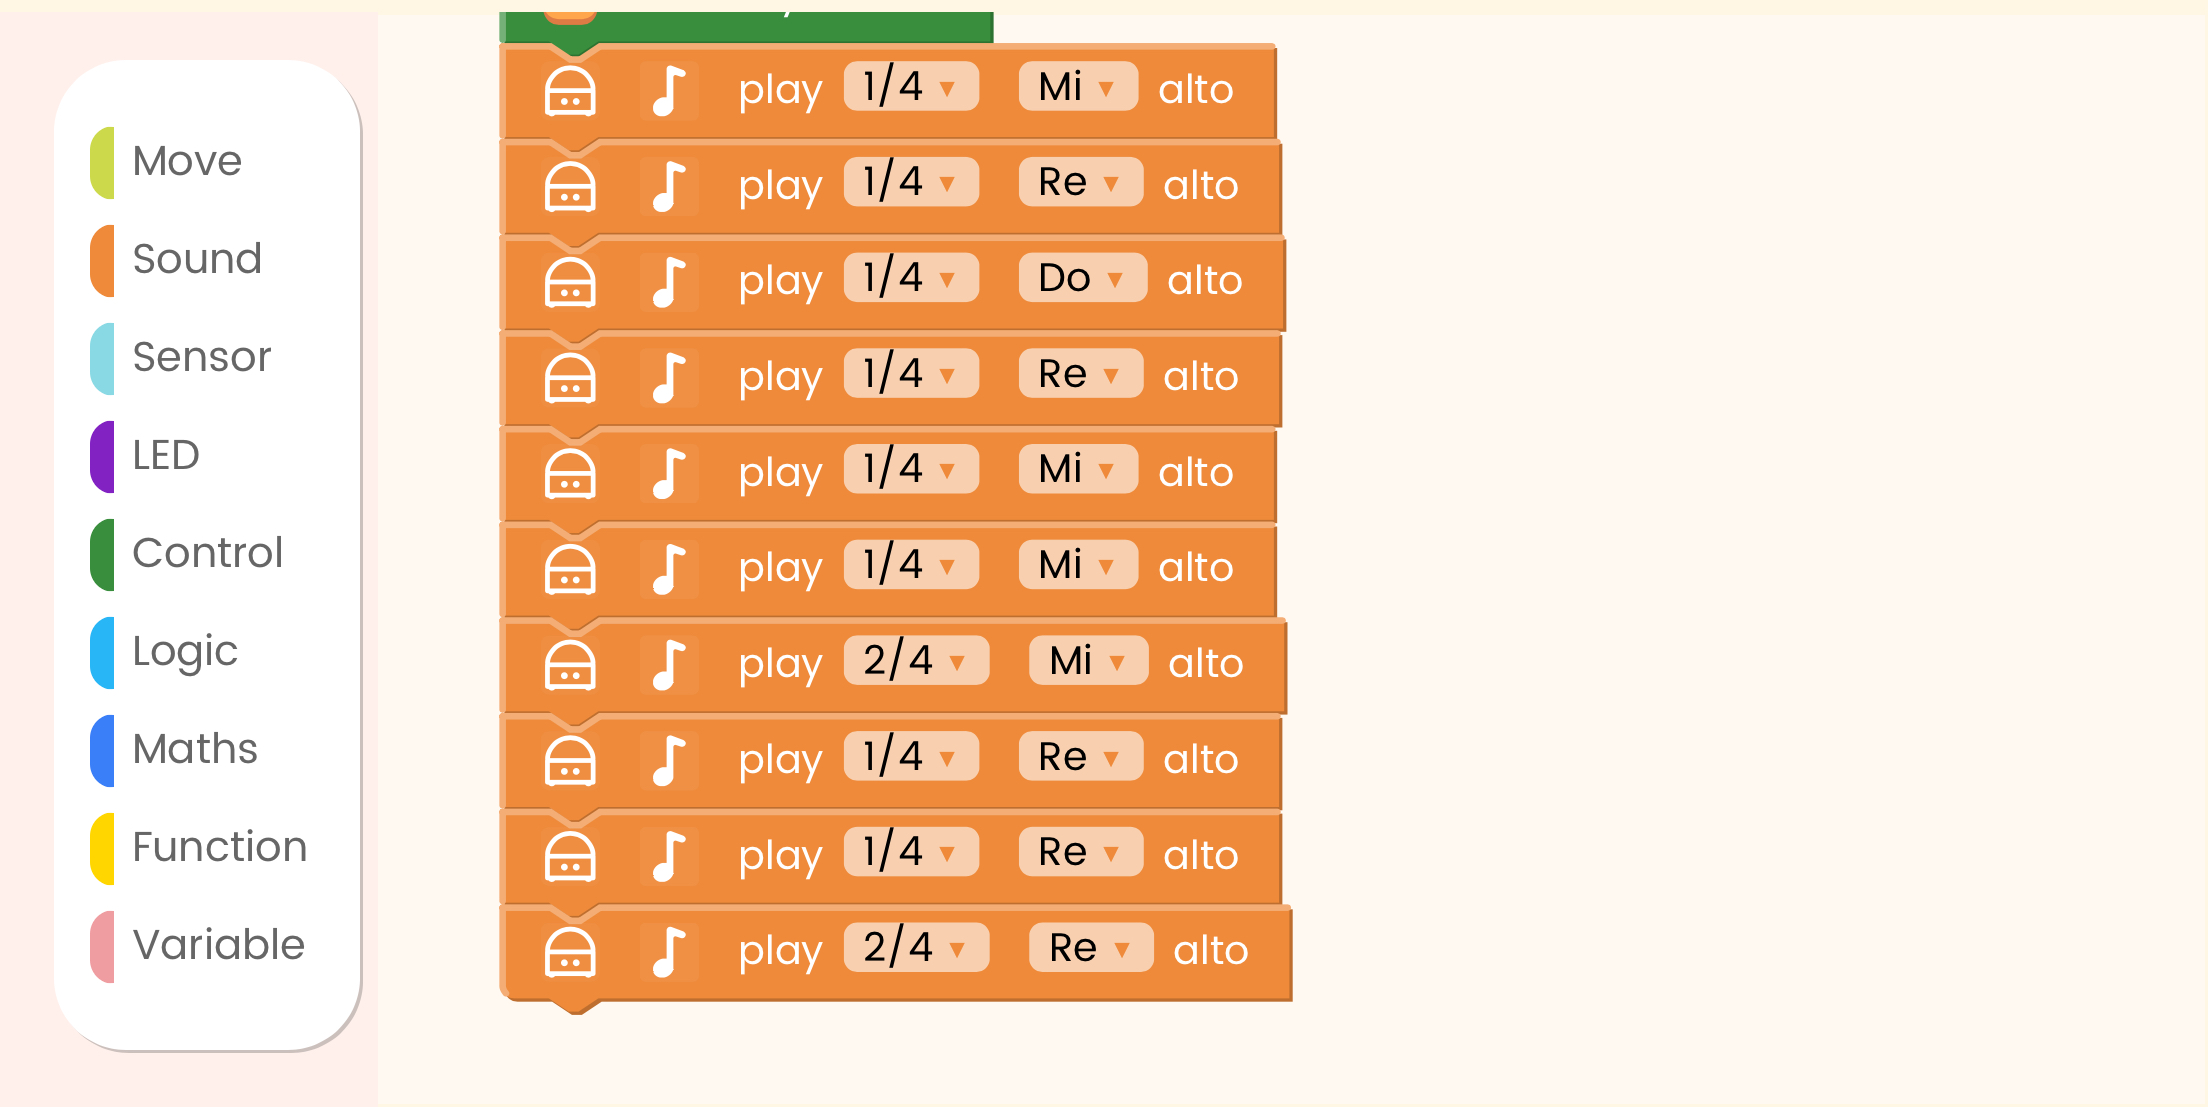 Move
Sound
Sensor
LED
Control
Logic
Maths
Function
Variable
play 1/4 Mi alto
play 1/4 Re alto
play 1/4 Do alto
play 1/4 Re alto
play 1/4 Mi alto
play 1/4 Mi alto
play 2/4 Mi alto
play 1/4 Re alto
play 1/4 Re alto
play 2/4 Re alto